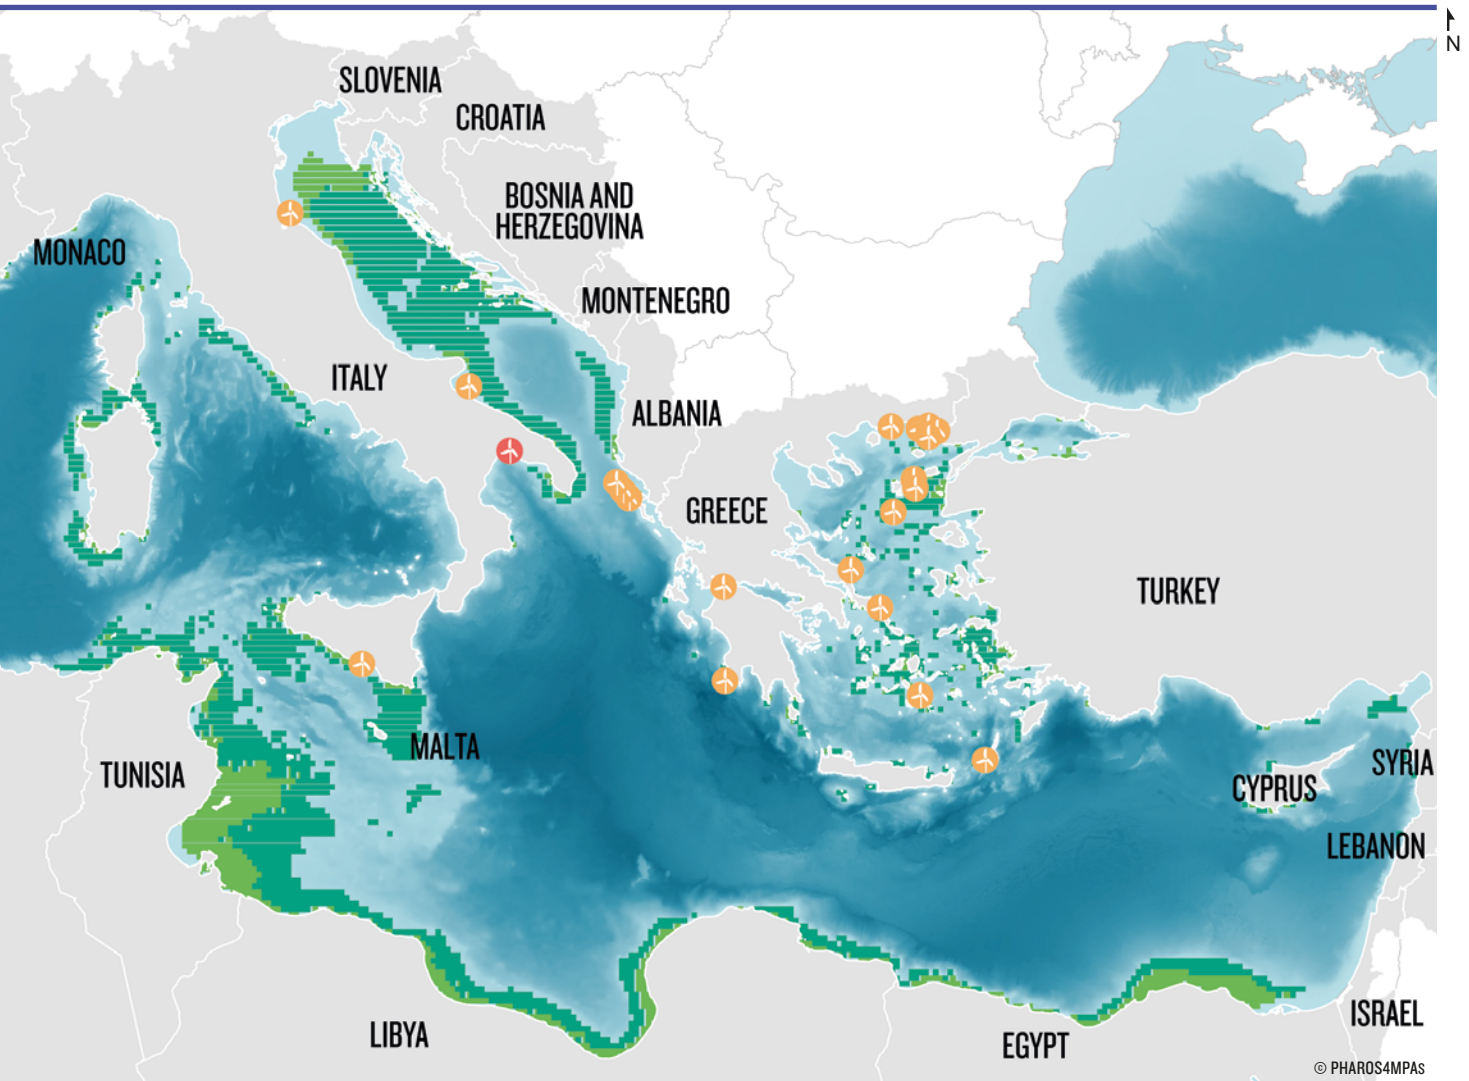 N
SLOVENIA
CROATIA
BOSNIA AND
HERZEGOVINA
MONACO
MONTENEGRO
ITALY
ALBANIA
GREECE
TURKEY
MALTA
TUNISIA
SYRIA
CYPRUS
LEBANON
ISRAEL
LIBYA
EGYPT
© PHAROS4MPAs